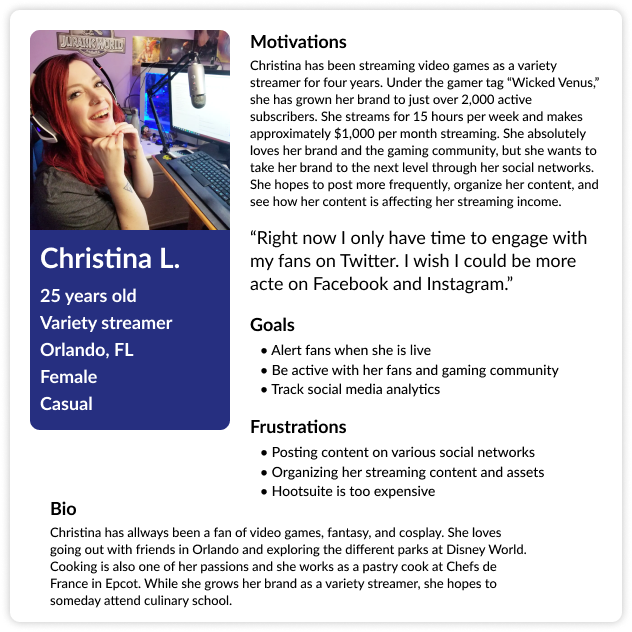 JURASSIC WORLD
Christina L.
25 years old
Variety streamer
Orlando, FL
Female
Casual
Motivations
Christina has been streaming video games as a variety
streamer for four years. Under the gamer tag “Wicked Venus,”
she has grown her brand to just over 2,000 active
subscribers. She streams for 15 hours per week and makes
approximately $1,000 per month streaming. She absolutely
loves her brand and the gaming community, but she wants to
take her brand to the next level through her social networks.
She hopes to post more frequently, organize her content, and
see how her content is affecting her streaming income.
“Right now I only have time to engage with
my fans on Twitter. I wish I could be more
acte on Facebook and Instagram.”
Goals
• Alert fans when she is live
• Be active with her fans and gaming community
• Track social media analytics
Frustrations
• Posting content on various social networks
• Organizing her streaming content and assets
• Hootsuite is too expensive
Bio
Christina has allways been a fan of video games, fantasy, and cosplay. She loves
going out with friends in Orlando and exploring the different parks at Disney World.
Cooking is also one of her passions and she works as a pastry cook at Chefs de
France in Epcot. While she grows her brand as a variety streamer, she hopes to
someday attend culinary school.